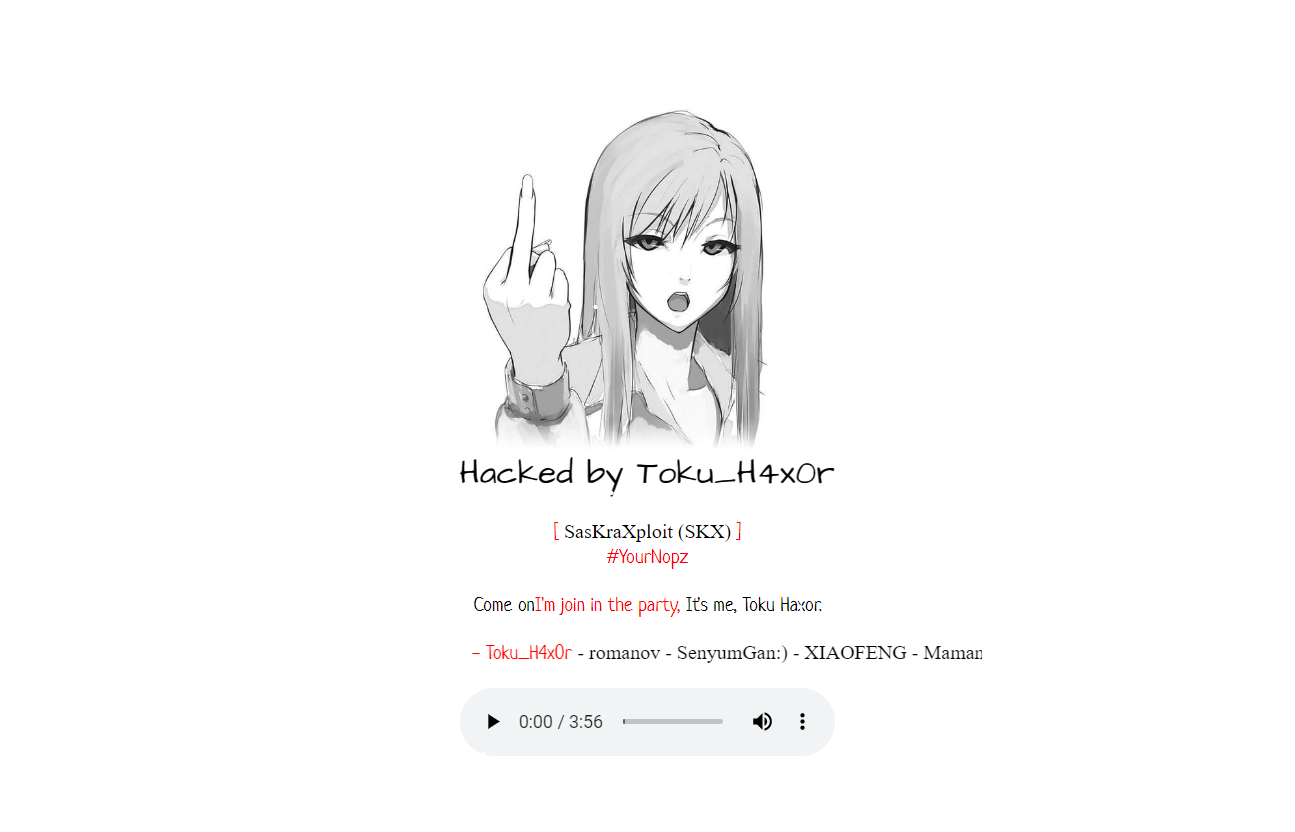 Hacked by Toku_H4x0r
[ SasKraXploit (SKX) ]
#YourNopz
Come onI'm join in the party, It's me, Toku Haxor.
- Toku_H4x0r - romanov - SenyumGan:) - XIAOFENG - Maman
0:00 / 3:56